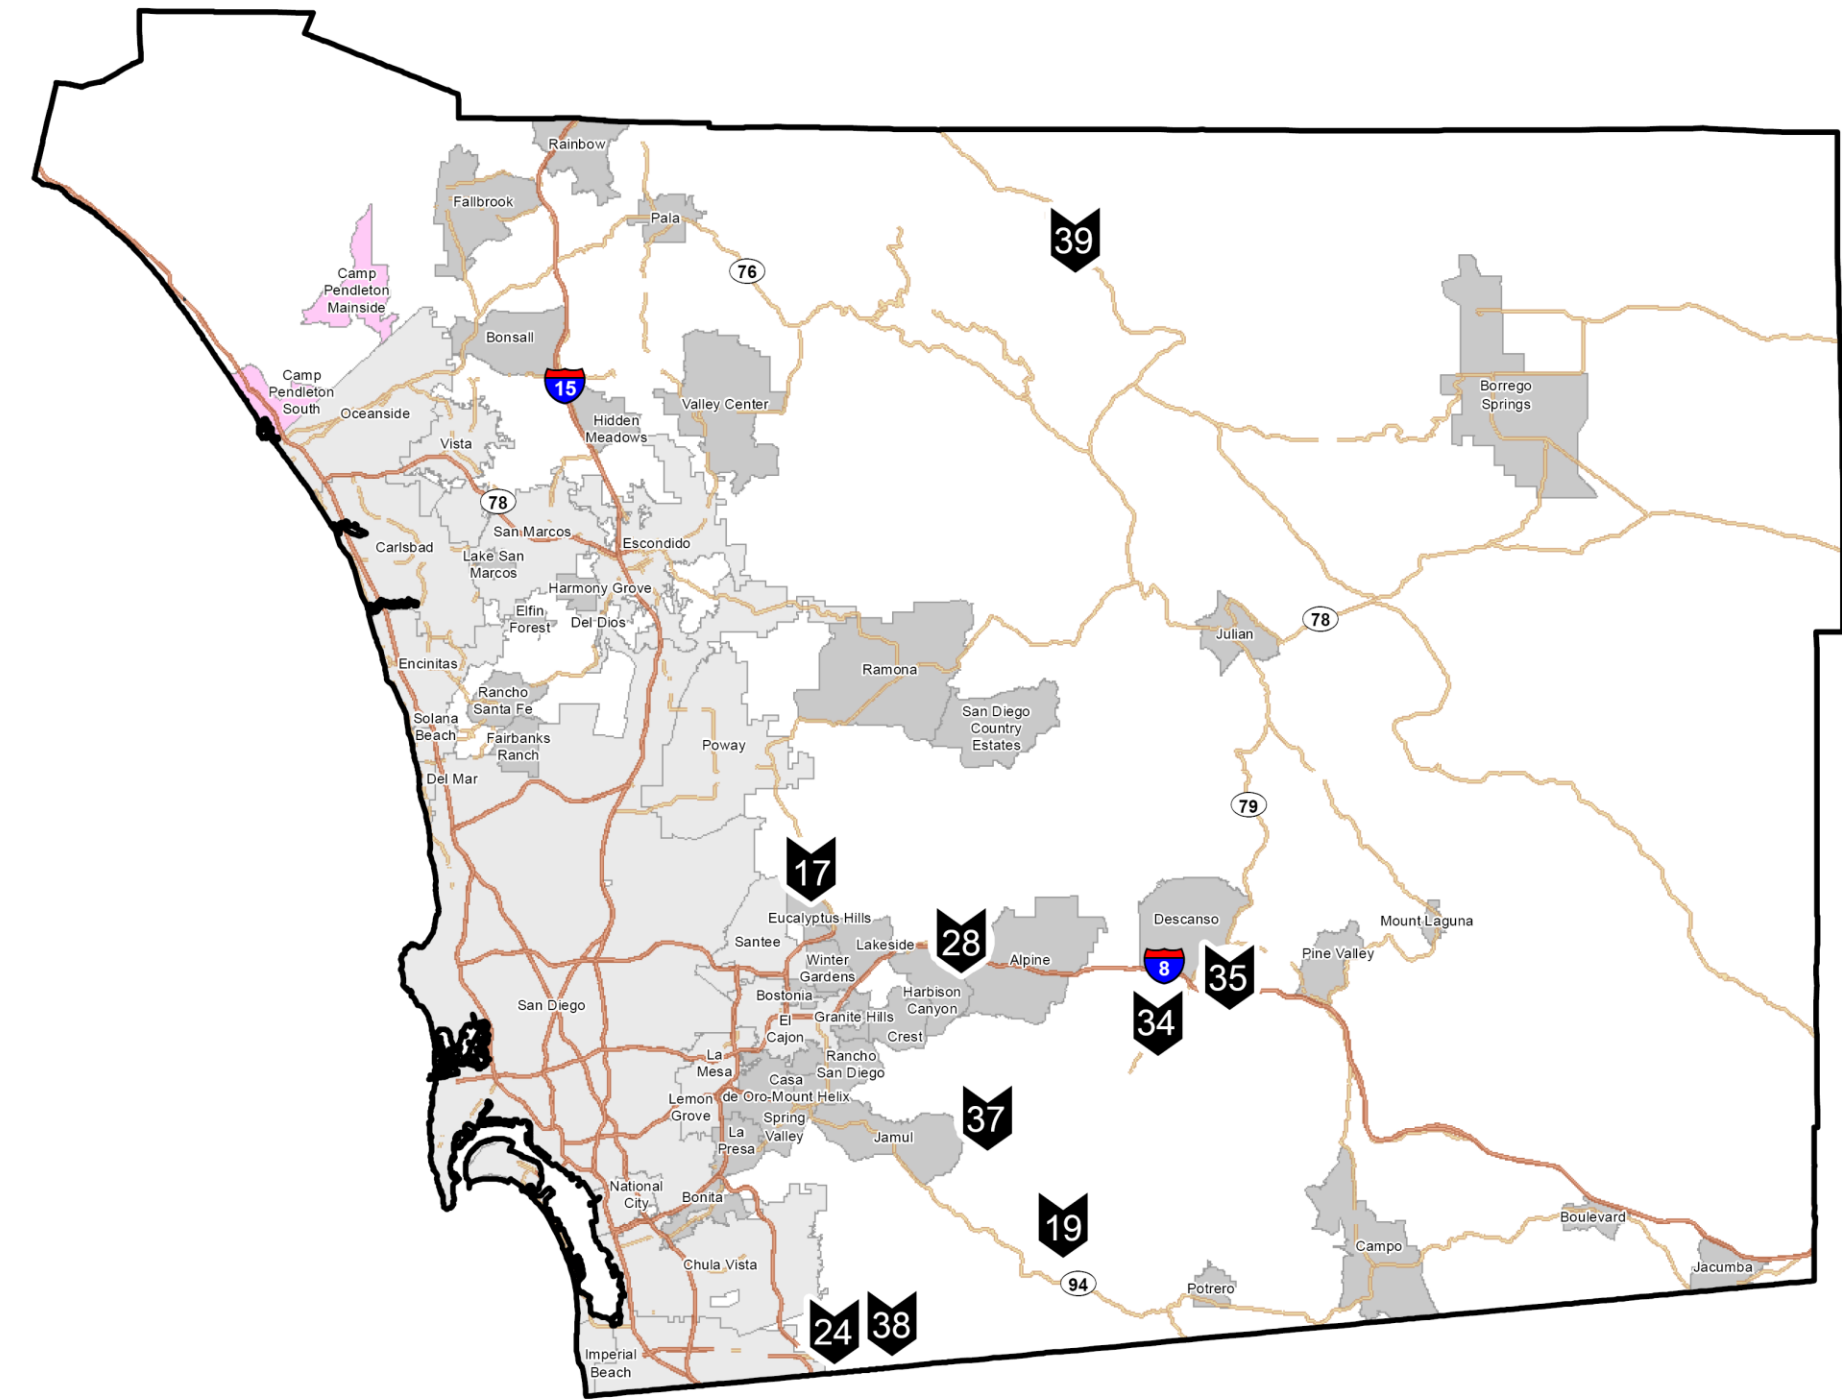 Rainbow
Fallbrook
Pala
39
76
Camp
Pendleton
Mainside
Bonsall
15
Camp
Pendleton
South
Oceanside
Valley Center
Borrego
Springs
Hidden
Meadows
Vista
78
San Marcos
Carlsbad
Escondido
Lake San
Marcos
Harmony Grove
Elfin
Forest
Del Dios
78
Julian
Encinitas
Ramona
Rancho
Santa Fe
San Diego
Country
Estates
Solana
Beach
Fairbanks
Ranch
Poway
Del Mar
79
17
Eucalyptus Hills
Descanso
Mount Laguna
Santee
Lakeside
28
Alpine
Pine Valley
Winter
Gardens
8
35
Bostonia
Harbison
Canyon
San Diego
El
Cajon
Granite Hills
34
Crest
La
Mesa
Rancho
San Diego
Casa
de Oro-Mount Helix
Lemon
Grove
Spring
Valley
37
La
Presa
Jamul
National
City
Bonita
19
Boulevard
Campo
Chula Vista
Jacumba
94
Potrero
24
38
Imperial
Beach